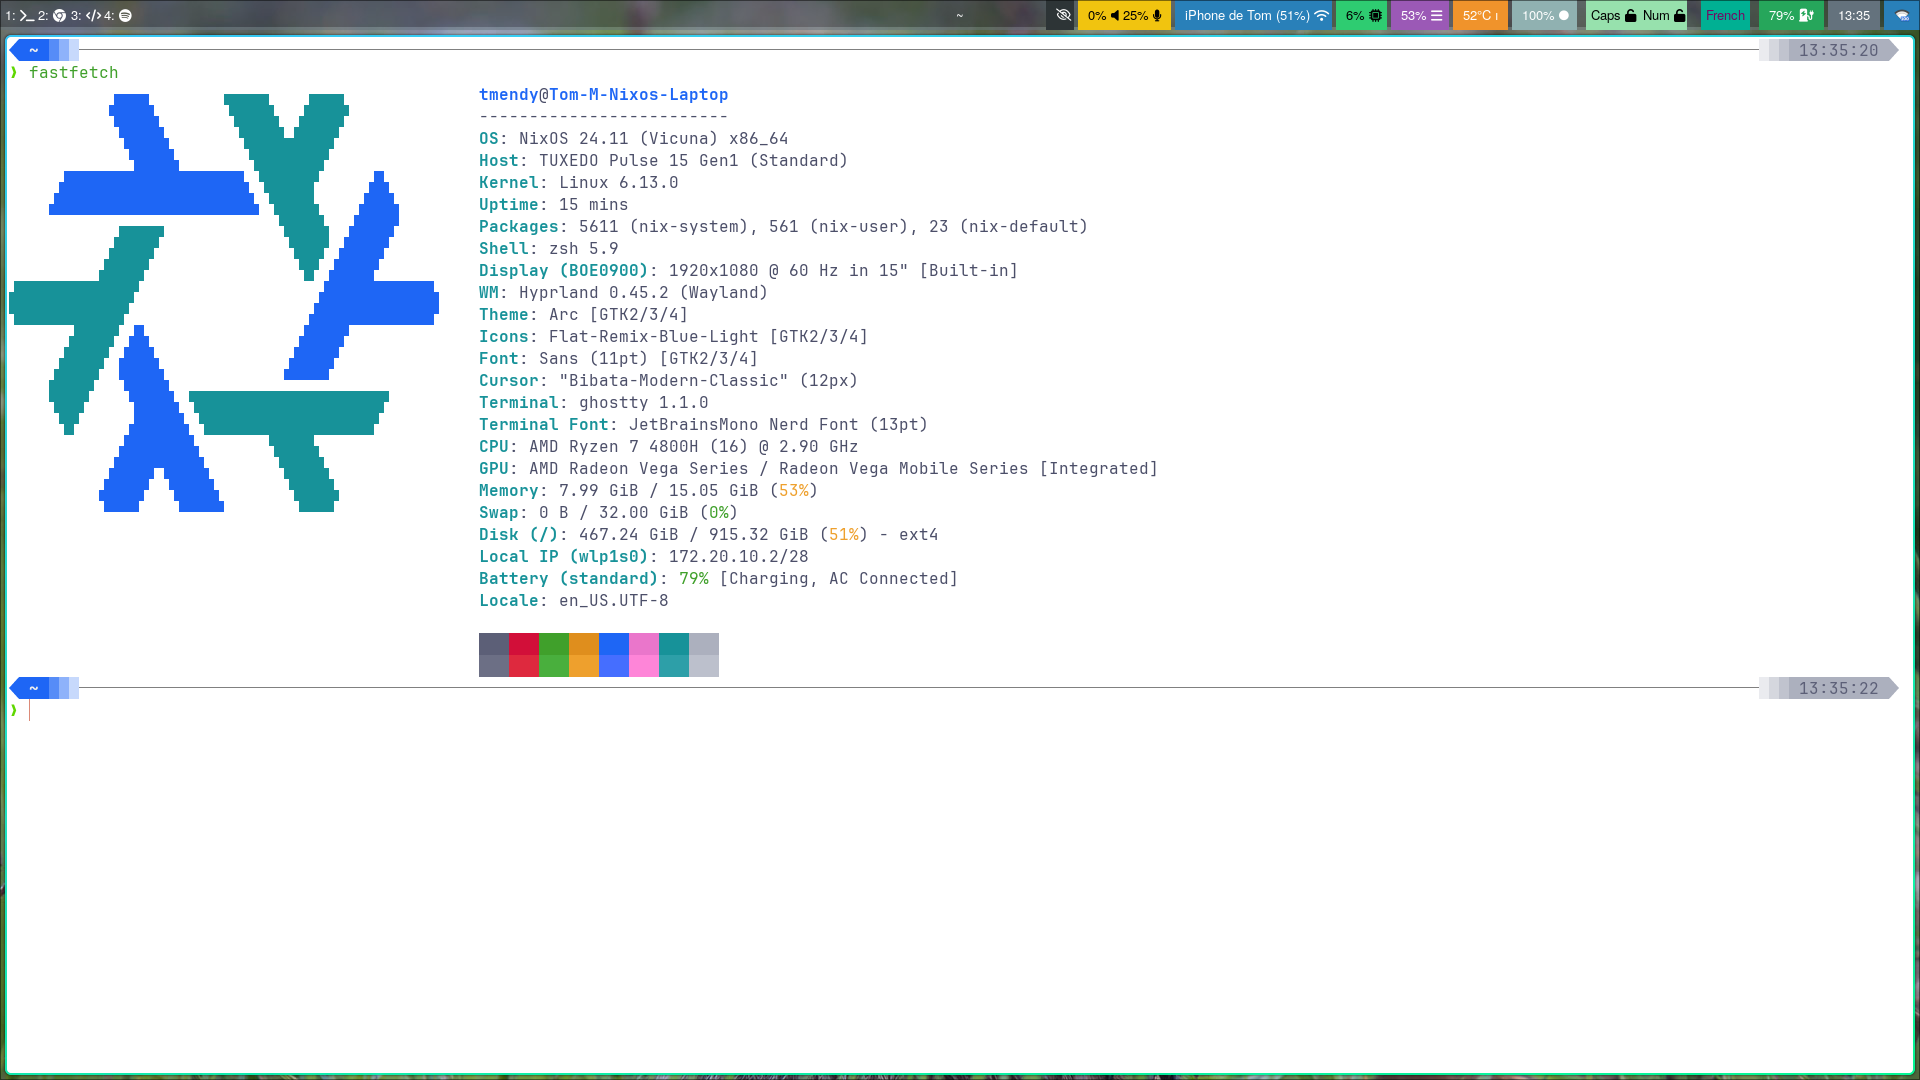 1: 2: 3: 4: ~ 0% 25% iPhone de Tom (51%) 6% 53% 52°C 100% Caps Num French 79% 13:35
~ 13:35:20
❯ fastfetch
tmendy@Tom-M-Nixos-Laptop
-------------------------
OS: NixOS 24.11 (Vicuna) x86_64
Host: TUXEDO Pulse 15 Gen1 (Standard)
Kernel: Linux 6.13.0
Uptime: 15 mins
Packages: 5611 (nix-system), 561 (nix-user), 23 (nix-default)
Shell: zsh 5.9
Display (BOE0900): 1920x1080 @ 60 Hz in 15" [Built-in]
WM: Hyprland 0.45.2 (Wayland)
Theme: Arc [GTK2/3/4]
Icons: Flat-Remix-Blue-Light [GTK2/3/4]
Font: Sans (11pt) [GTK2/3/4]
Cursor: "Bibata-Modern-Classic" (12px)
Terminal: ghostty 1.1.0
Terminal Font: JetBrainsMono Nerd Font (13pt)
CPU: AMD Ryzen 7 4800H (16) @ 2.90 GHz
GPU: AMD Radeon Vega Series / Radeon Vega Mobile Series [Integrated]
Memory: 7.99 GiB / 15.05 GiB (53%)
Swap: 0 B / 32.00 GiB (0%)
Disk (/): 467.24 GiB / 915.32 GiB (51%) - ext4
Local IP (wlp1s0): 172.20.10.2/28
Battery (standard): 79% [Charging, AC Connected]
Locale: en_US.UTF-8
~ 13:35:22
❯